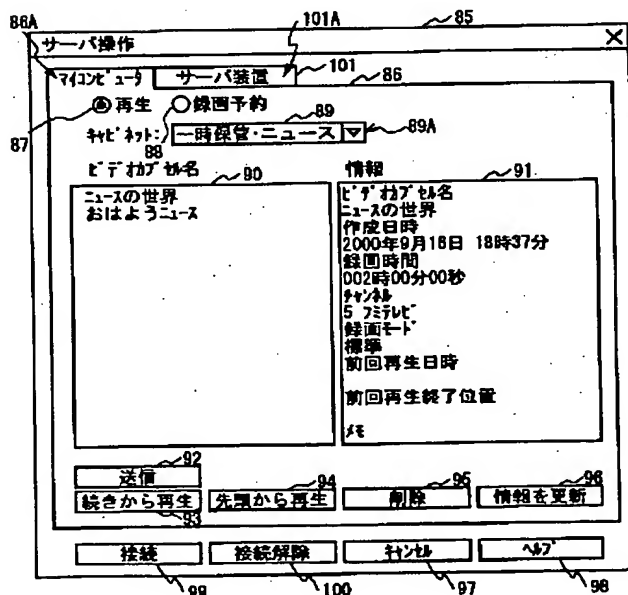 86A
101A
85
サーバ操作
×
マイコンピュータ
サーバ装置
101
86
再生
録画予約
89
87
キャビネット:
一時保管・ニュース
89A
88
ビデオカプセル名
90
情報
91
ニュースの世界
おはようニュース
ビデオカプセル名
ニュースの世界
作成日時
2000年9月16日 18時37分
録画時間
002時00分00秒
チャンネル
5 フミテレビ
録画モード
標準
前回再生日時
前回再生終了位置
メモ
92
送信
94
95
96
続きから再生
先頭から再生
削除
情報を更新
93
接続
接続解除
キャンセル
ヘルプ
99
100
97
98